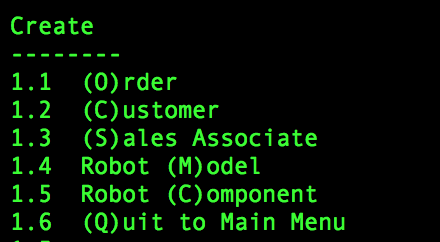 Create
--------
1.1  (O)rder
1.2  (C)ustomer
1.3  (S)ales Associate
1.4  Robot (M)odel
1.5  Robot (C)omponent
1.6  (Q)uit to Main Menu